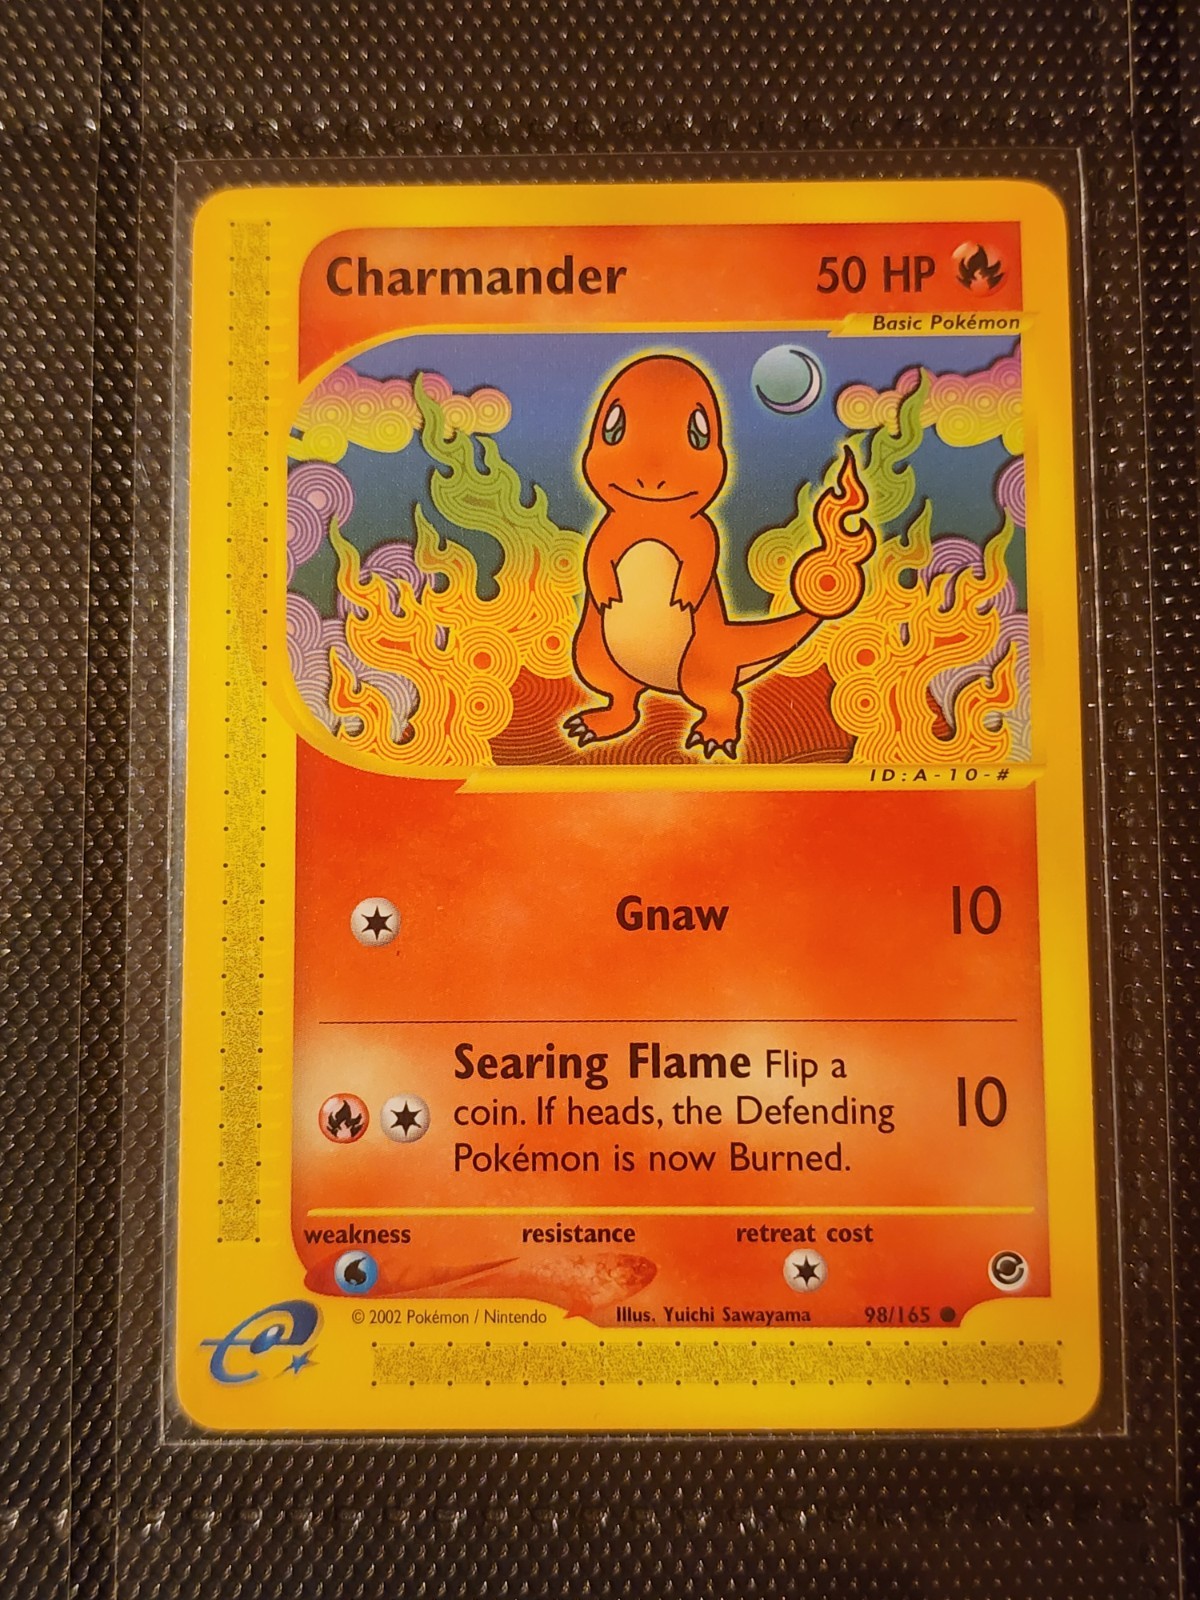 Charmander 50 HP
Basic Pokémon
ID:A-10-#
Gnaw 10
Searing Flame Flip a
coin. If heads, the Defending
Pokémon is now Burned.
10
weakness resistance retreat cost
© 2002 Pokémon / Nintendo Illus. Yuichi Sawayama 98/165
e